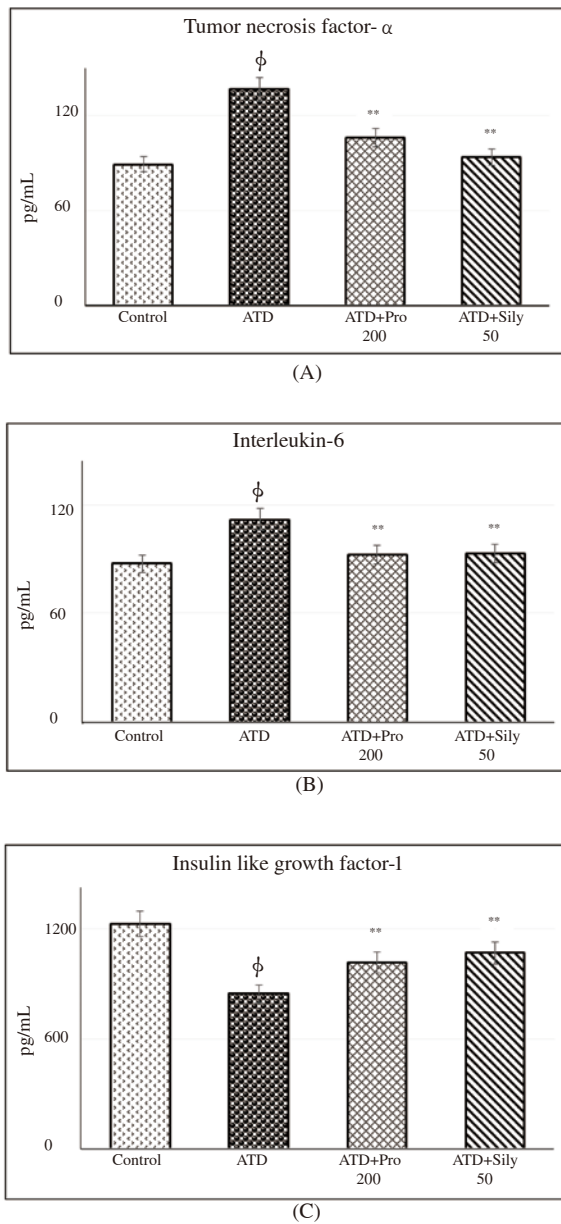 Tumor necrosis factor- α
ϕ
120
**
**
pg/mL
60
0
Control ATD ATD+Pro ATD+Sily
200 50
(A)
Interleukin-6
ϕ
120
**
**
pg/mL
60
0
Control ATD ATD+Pro ATD+Sily
200 50
(B)
Insulin like growth factor-1
1200
**
**
ϕ
pg/mL
600
0
Control ATD ATD+Pro ATD+Sily
200 50
(C)